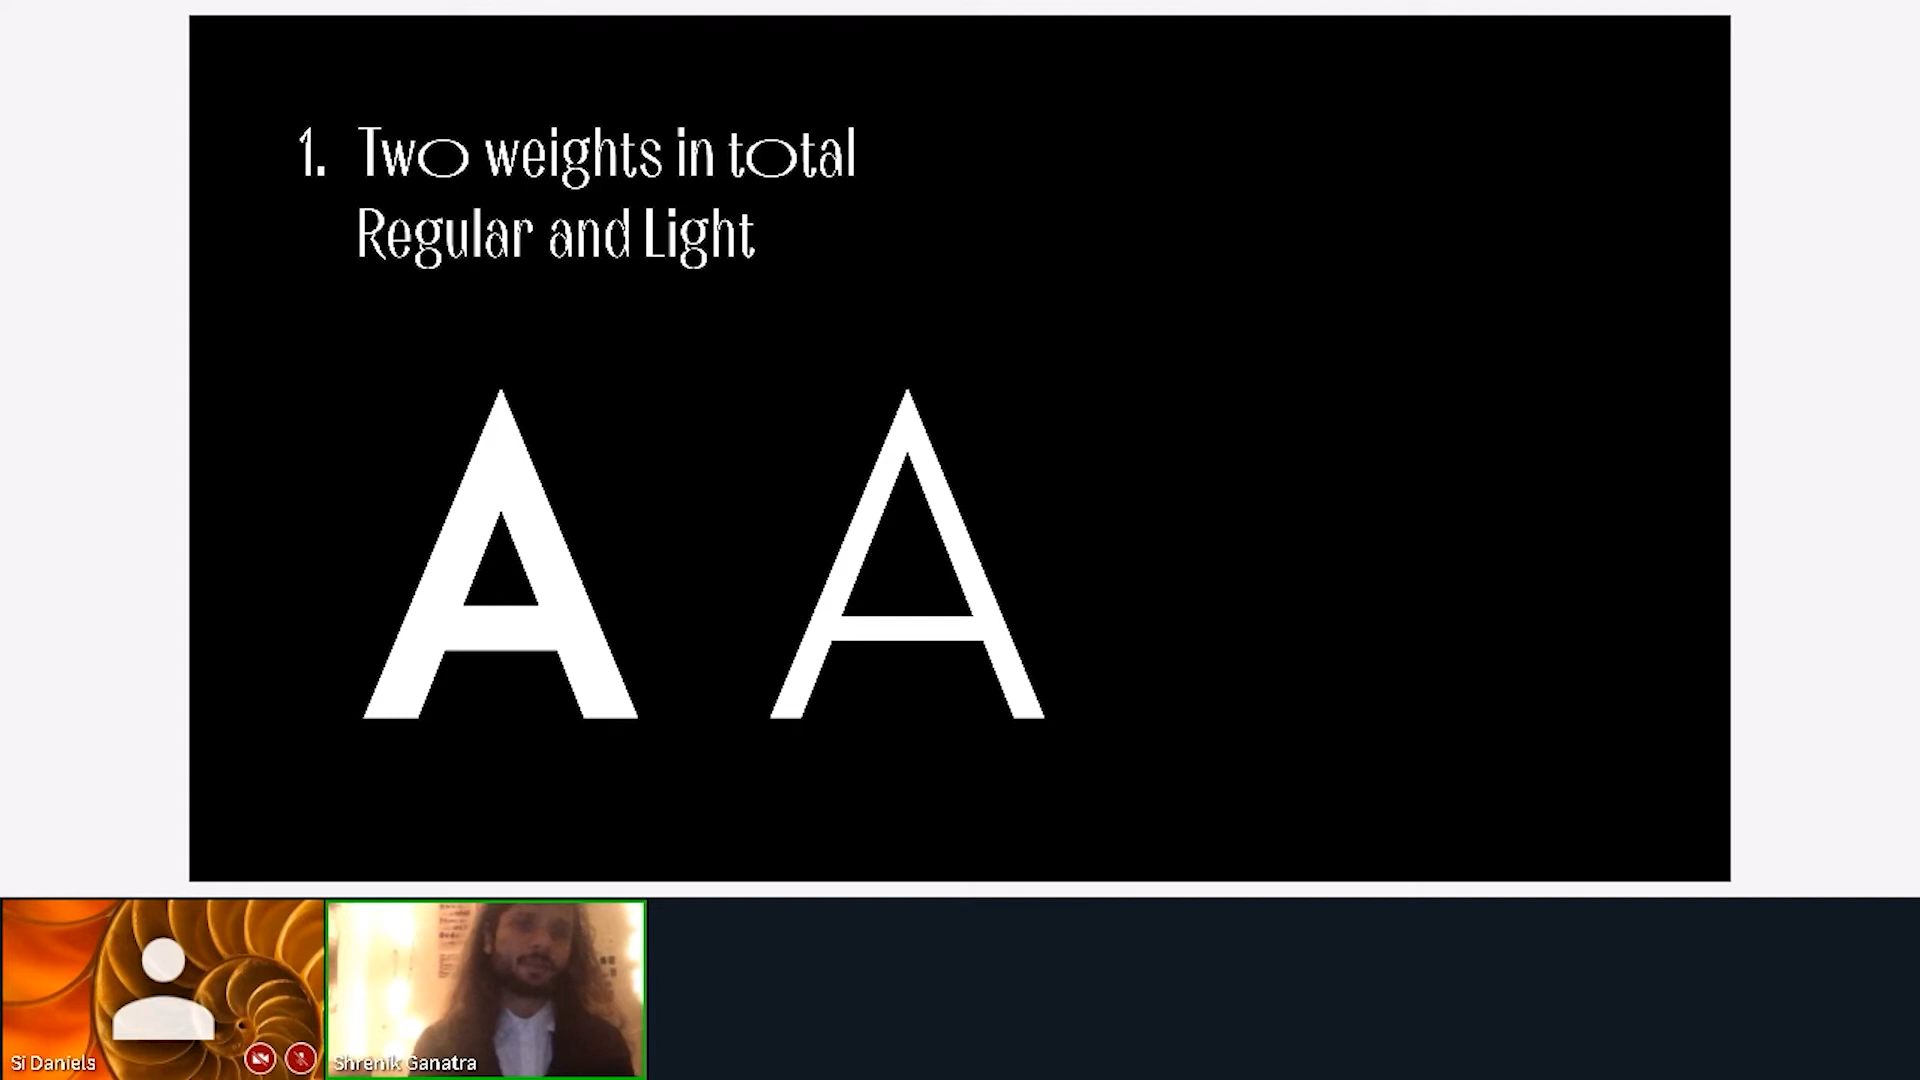 1. Two weights in total
Regular and Light
A A
Si Daniels
Shrenik Ganatra